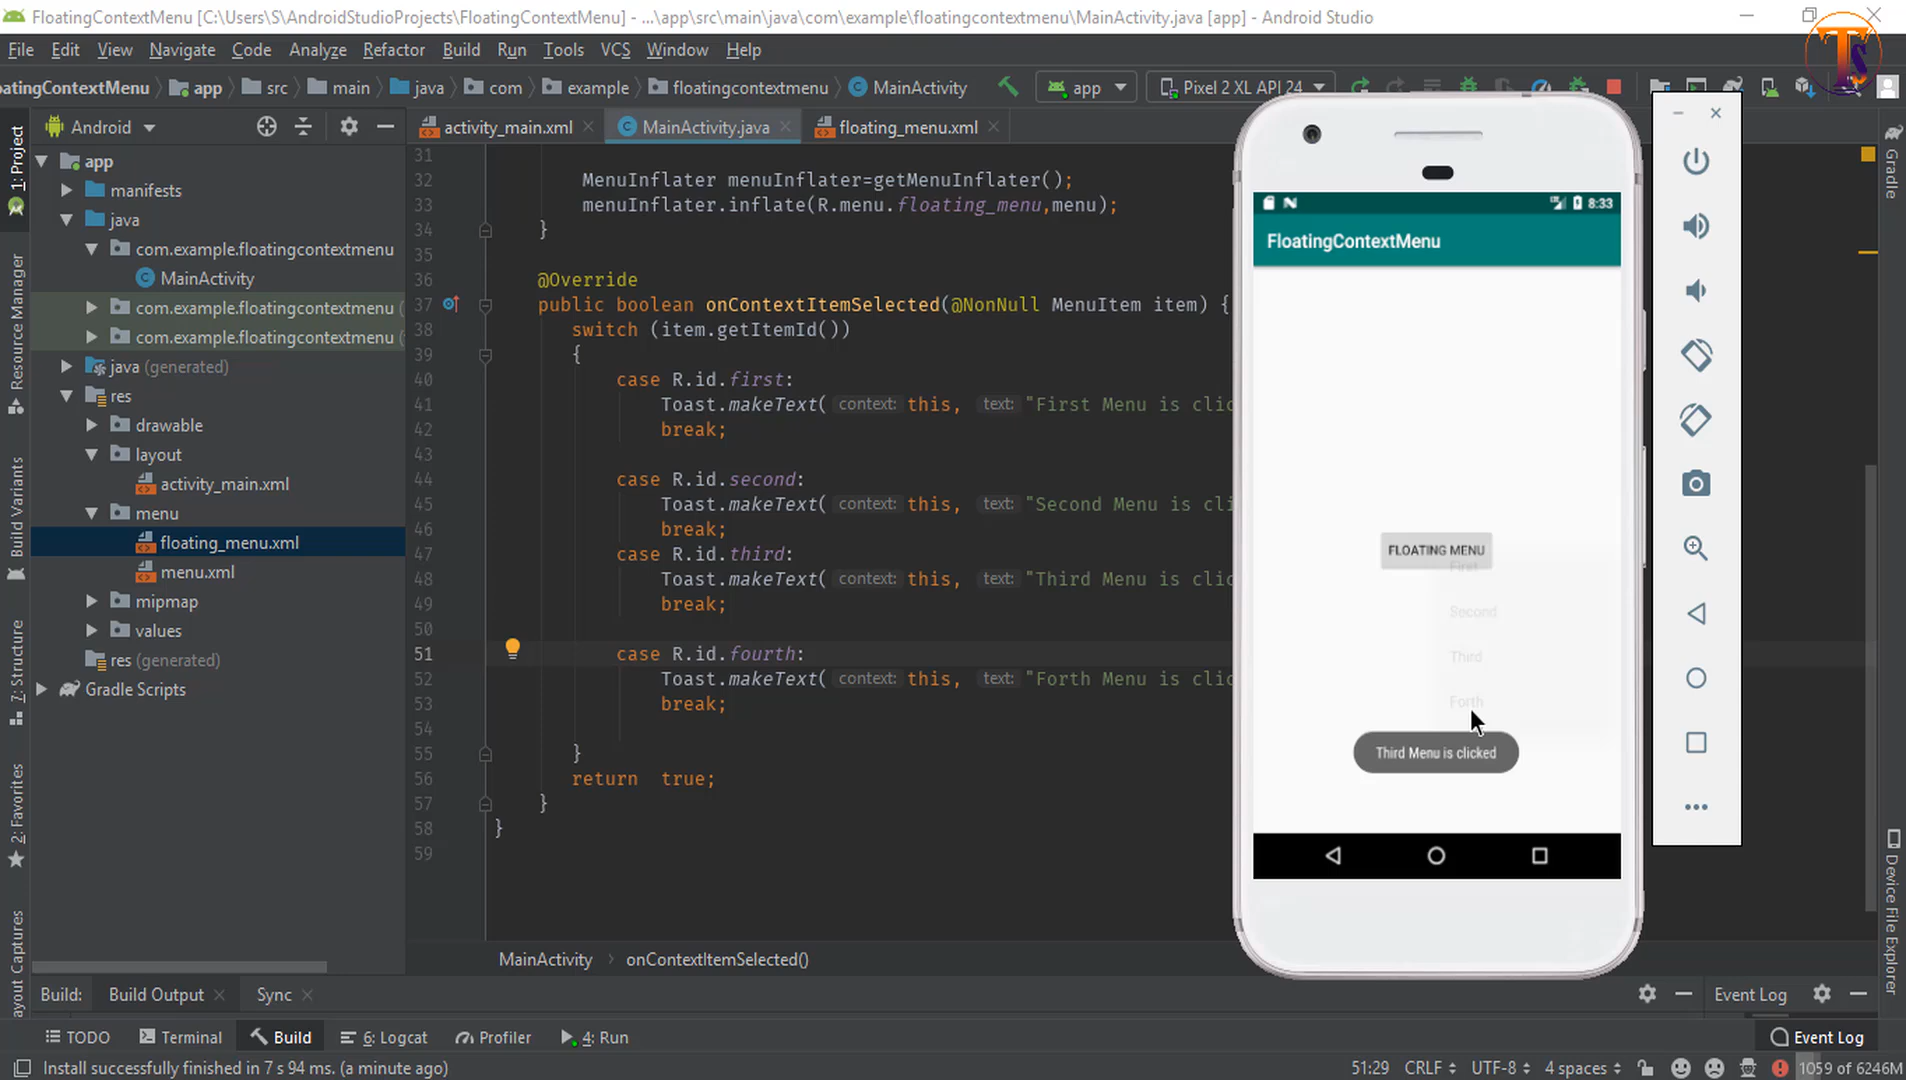 FloatingContextMenu [C:\Users\S\AndroidStudioProjects\FloatingContextMenu] - ...\app\src\main\java\com\example\floatingcontextmenu\MainActivity.java [app] - Android Studio
File Edit View Navigate Code Analyze Refactor Build Run Tools VCS Window Help
atingContextMenu app src main java com example floatingcontextmenu MainActivity app Pixel 2 XL API 24
TS
Android
activity_main.xml MainActivity.java floating_menu.xml
1: Project
Resource Manager
Build Variants
7: Structure
2: Favorites
ayout Captures
app
manifests
java
com.example.floatingcontextmenu
MainActivity
com.example.floatingcontextmenu (
com.example.floatingcontextmenu (
java (generated)
res
drawable
layout
activity_main.xml
menu
floating_menu.xml
menu.xml
mipmap
values
res (generated)
Gradle Scripts
31
32 MenuInflater menuInflater=getMenuInflater();
33 menuInflater.inflate(R.menu.floating_menu,menu);
34 }
35
36 @Override
37 public boolean onContextItemSelected(@NonNull MenuItem item) {
38 switch (item.getItemId())
39 {
40 case R.id.first:
41 Toast.makeText( context: this, text: "First Menu is clic
42 break;
43
44 case R.id.second:
45 Toast.makeText( context: this, text: "Second Menu is cli
46 break;
47 case R.id.third:
48 Toast.makeText( context: this, text: "Third Menu is clic
49 break;
50
51 case R.id.fourth:
52 Toast.makeText( context: this, text: "Forth Menu is clic
53 break;
54
55 }
56 return true;
57 }
58 }
59
8:33
FloatingContextMenu
FLOATING MENU
First
Second
Third
Forth
Third Menu is clicked
Gradle
Device File Explorer
MainActivity > onContextItemSelected()
Build: Build Output Sync Event Log
TODO Terminal Build 6: Logcat Profiler 4: Run Event Log
Install successfully finished in 7 s 94 ms. (a minute ago) 51:29 CRLF UTF-8 4 spaces 1059 of 6246M